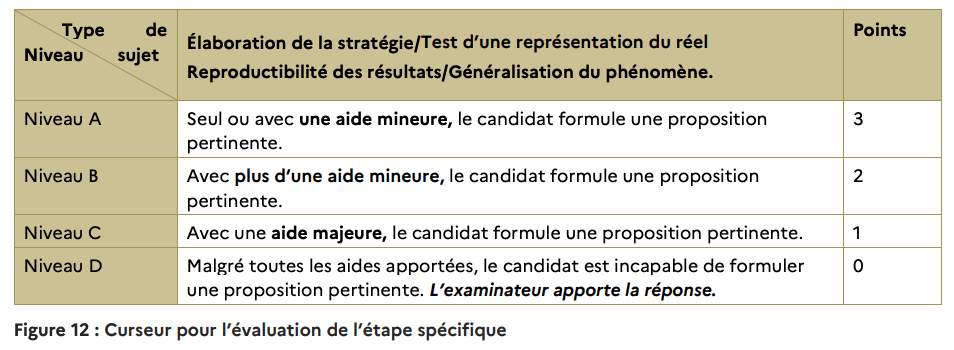 Type de
Niveau sujet
Élaboration de la stratégie/Test d’une représentation du réel
Reproductibilité des résultats/Généralisation du phénomène.
Points
Niveau A
Seul ou avec une aide mineure, le candidat formule une proposition
pertinente.
3
Niveau B
Avec plus d’une aide mineure, le candidat formule une proposition
pertinente.
2
Niveau C
Avec une aide majeure, le candidat formule une proposition pertinente.
1
Niveau D
Malgré toutes les aides apportées, le candidat est incapable de formuler
une proposition pertinente. L’examinateur apporte la réponse.
0
Figure 12 : Curseur pour l’évaluation de l’étape spécifique